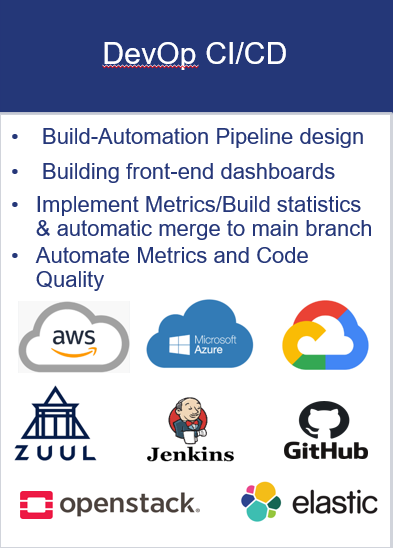 DevOp CI/CD
• Build-Automation Pipeline design
• Building front-end dashboards
• Implement Metrics/Build statistics
& automatic merge to main branch
• Automate Metrics and Code
Quality
aws
Microsoft
Azure
ZUUL
Jenkins
GitHub
openstack.
elastic